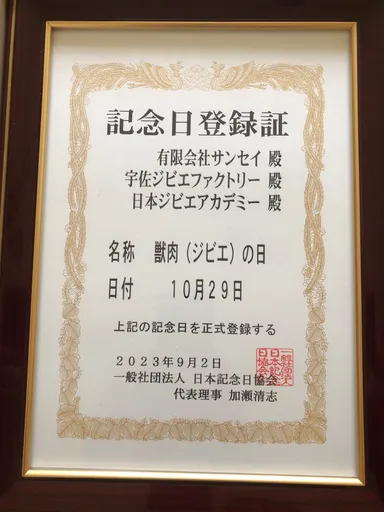 記念日登録証
有限会社サンセイ 殿
宇佐ジビエファクトリー 殿
日本ジビエアカデミー 殿
名称 獣肉（ジビエ）の日
日付 10月29日
上記の記念日を正式登録する
2023年9月2日
一般社団法人 日本記念日協会
代表理事 加瀬清志